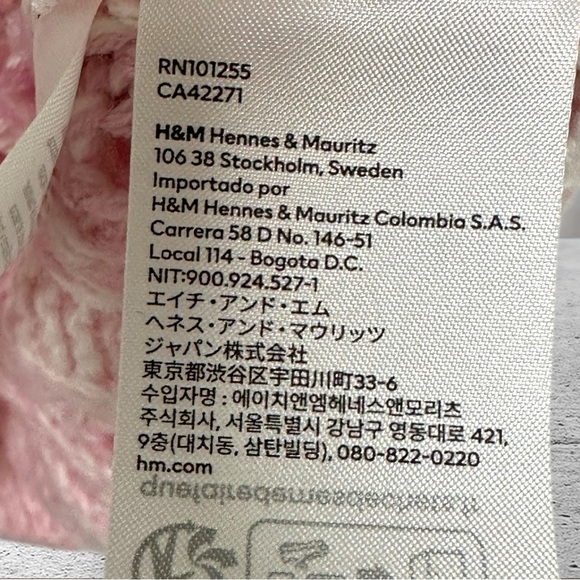 RN101255
CA42271
H&M Hennes & Mauritz
106 38 Stockholm, Sweden
Importado por
H&M Hennes & Mauritz Colombia S.A.S.
Carrera 58 D No. 146-51
Local 114 - Bogota D.C.
NIT:900.924.527-1
エイチ・アンド・エム
ヘネス・アンド・マウリッツ
ジャパン株式会社
東京都渋谷区宇田川町33-6
수입자명 : 에이치앤엠헤네스앤모리츠
주식회사, 서울특별시 강남구 영동대로 421,
9층(대치동, 삼탄빌딩), 080-822-0220
hm.com